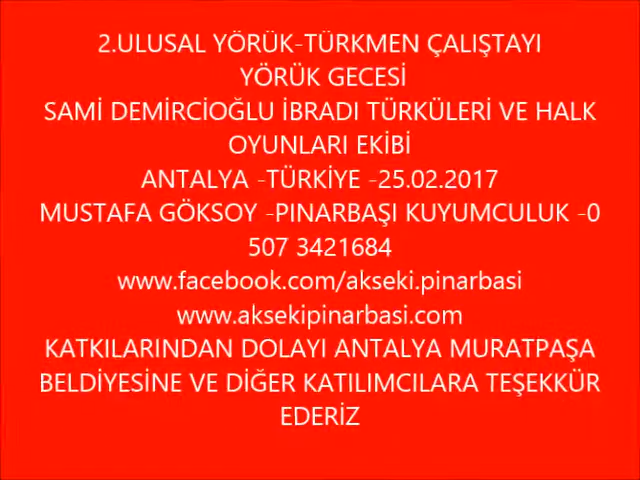 2.ULUSAL YÖRÜK-TÜRKMEN ÇALIŞTAYI
YÖRÜK GECESİ
SAMİ DEMİRCİOĞLU İBRADI TÜRKÜLERİ VE HALK
OYUNLARI EKİBİ
ANTALYA -TÜRKİYE -25.02.2017
MUSTAFA GÖKSOY -PINARBAŞI KUYUMCULUK -0
507 3421684
www.facebook.com/akseki.pinarbasi
www.aksekipinarbasi.com
KATKILARINDAN DOLAYI ANTALYA MURATPAŞA
BELDİYESİNE VE DİĞER KATILIMCILARA TEŞEKKÜR
EDERİZ